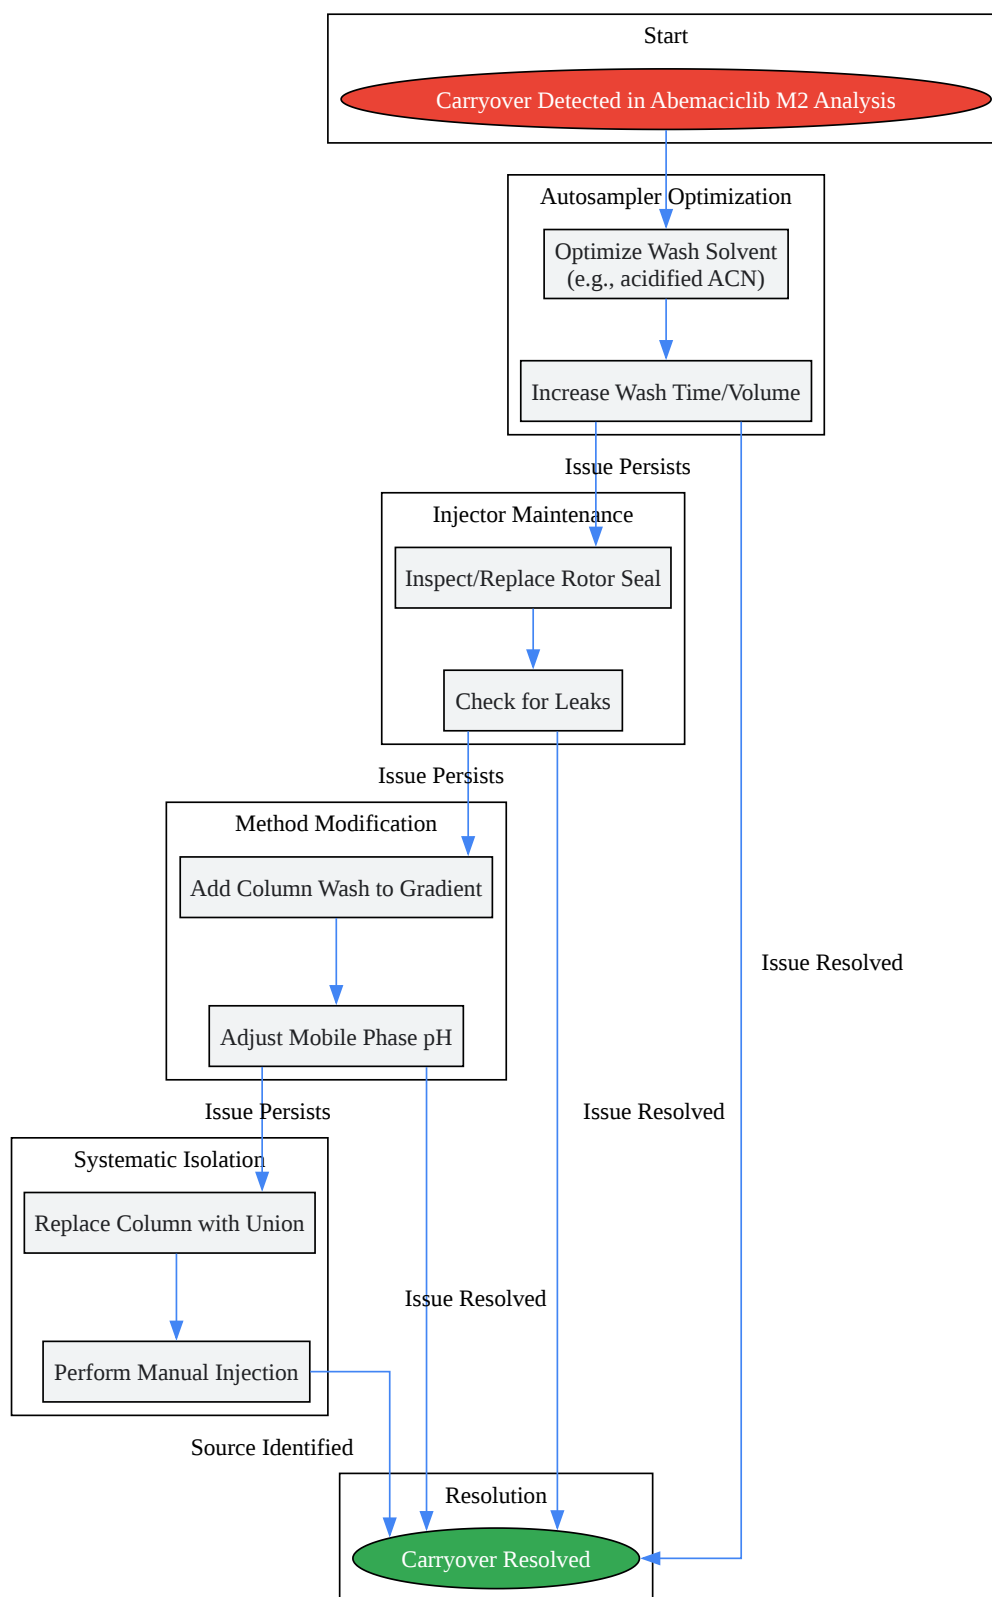 Start
Carryover Detected in Abemaciclib M2 Analysis
Autosampler Optimization
Optimize Wash Solvent
(e.g., acidified ACN)
Increase Wash Time/Volume
Issue Persists
Injector Maintenance
Inspect/Replace Rotor Seal
Check for Leaks
Issue Persists
Method Modification
Add Column Wash to Gradient
Issue Resolved
Adjust Mobile Phase pH
Issue Persists
Issue Resolved
Systematic Isolation
Replace Column with Union
Issue Resolved
Perform Manual Injection
Source Identified
Resolution
Carryover Resolved